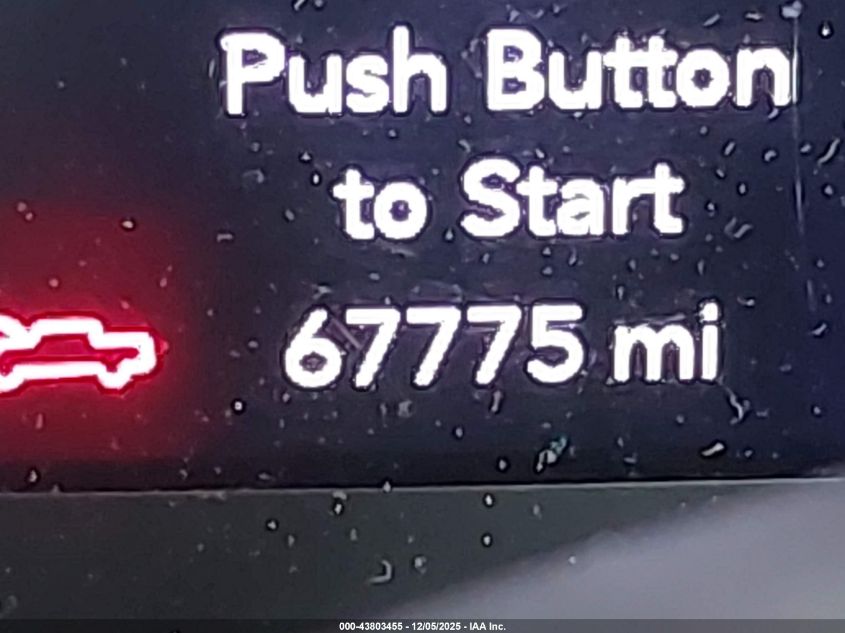 Push Button
to Start
67775 mi
000-43803455 - 12/05/2025 - IAA Inc.